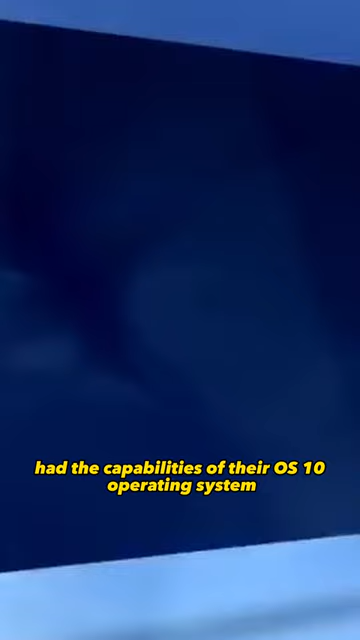 had the capabilities of their OS 10
operating system